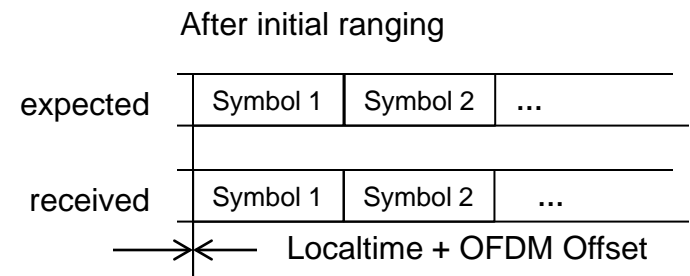 After initial ranging
expected Symbol 1 Symbol 2 ...
received Symbol 1 Symbol 2 ...
Localtime + OFDM Offset